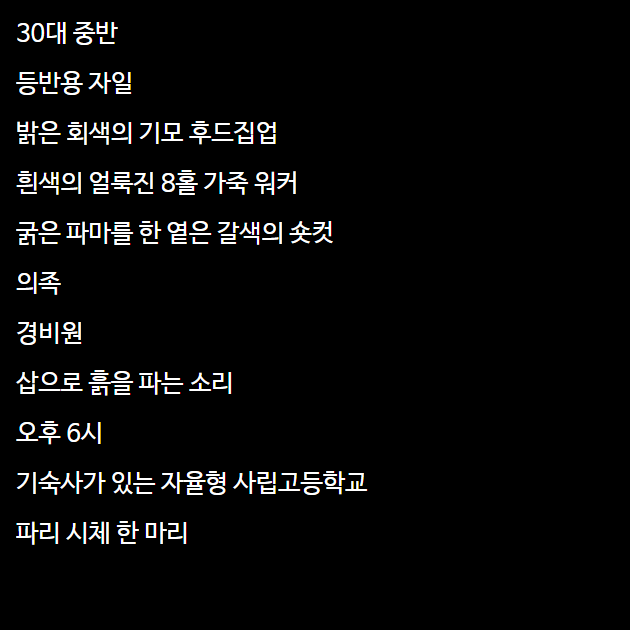 30대 중반
등반용 자일
밝은 회색의 기모 후드집업
흰색의 얼룩진 8홀 가죽 워커
굵은 파마를 한 옅은 갈색의 숏컷
의족
경비원
삽으로 흙을 파는 소리
오후 6시
기숙사가 있는 자율형 사립고등학교
파리 시체 한 마리